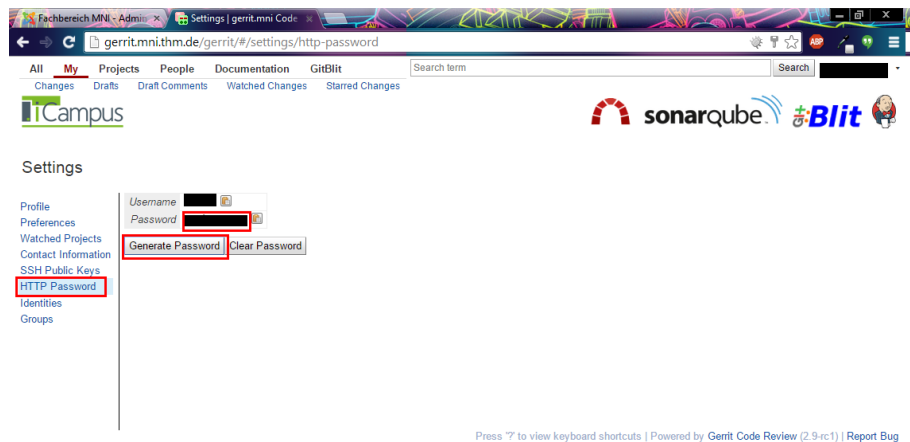 Fachbereich MNI - Admin
Settings | gerrit.mni Code
gerrit.mni.thm.de/gerrit/#/settings/http-password
ABP
All My Projects People Documentation GitBlit
Search term
Search
Changes Drafts Draft Comments Watched Changes Starred Changes
iCampus
sonarqube
Blit
Settings
Profile
Preferences
Watched Projects
Contact Information
SSH Public Keys
HTTP Password
Identities
Groups
Username
Password
Generate Password
Clear Password
Press '?' to view keyboard shortcuts | Powered by Gerrit Code Review (2.9-rc1) | Report Bug